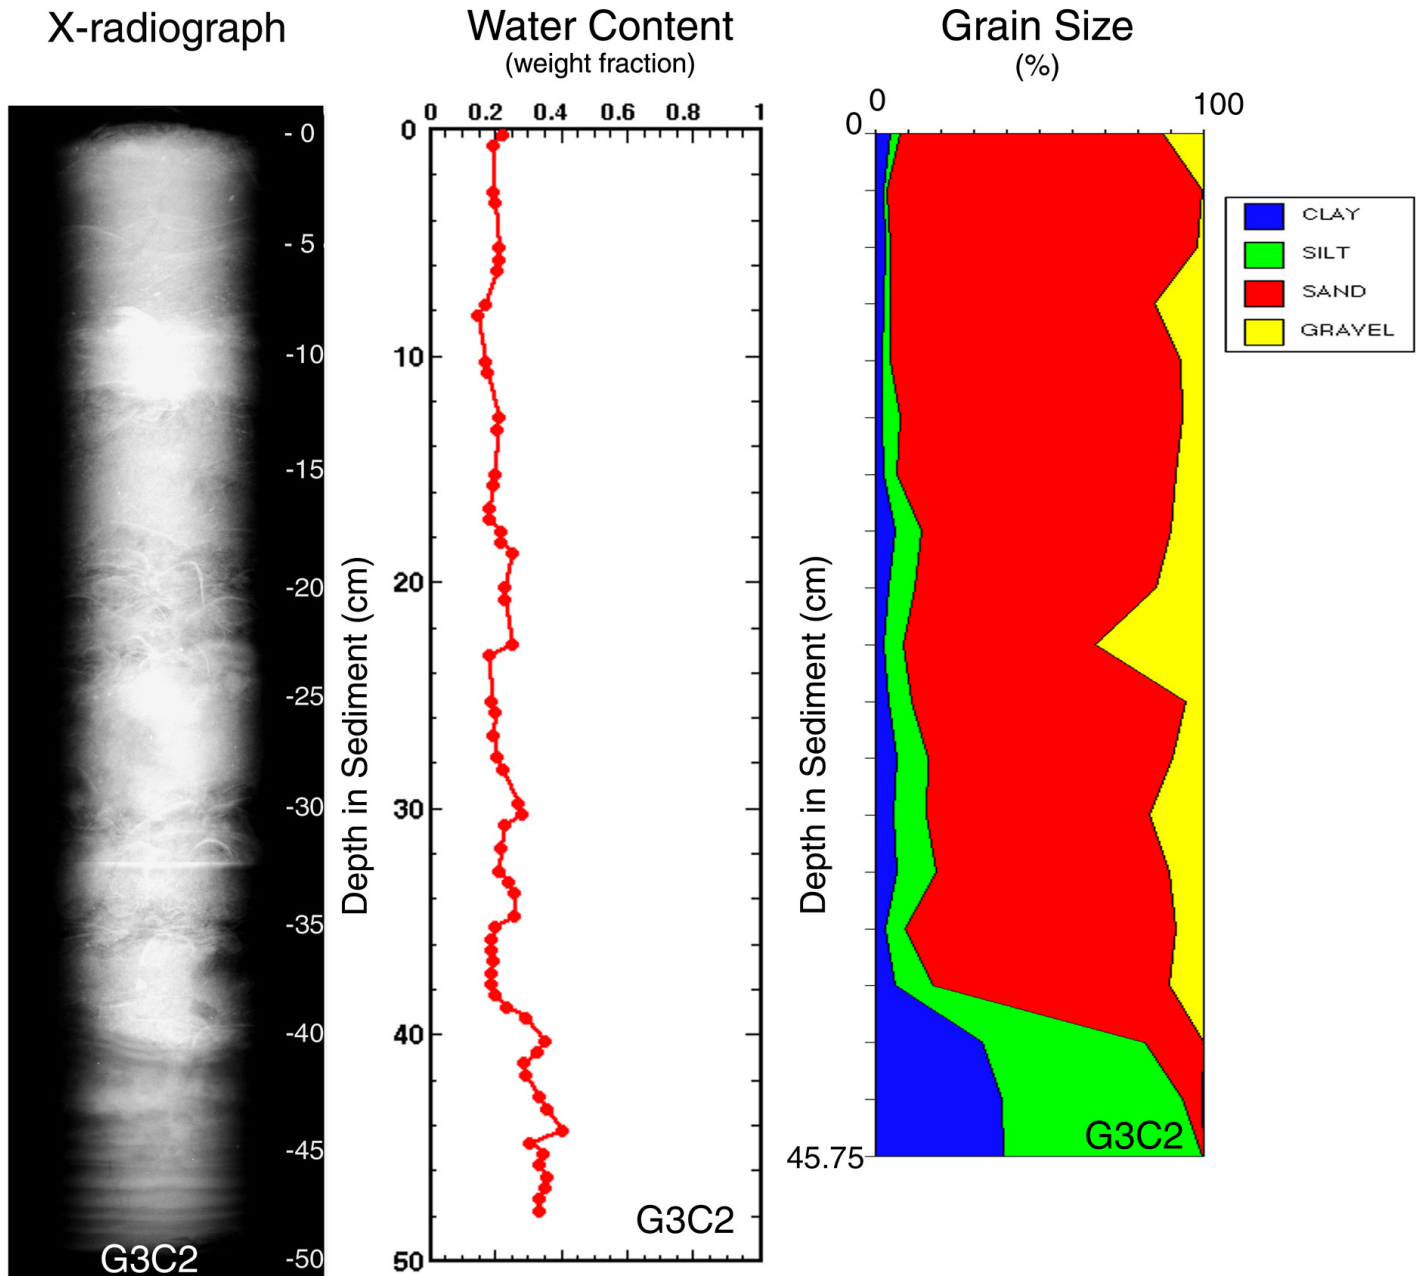 X-radiograph
- 0
- 5
-10
-15
-20
-25
-30
-35
-40
-45
-50
G3C2
Water Content
(weight fraction)
0 0.2 0.4 0.6 0.8 1
0
10
20
30
40
50
Depth in Sediment (cm)
G3C2
Grain Size
(%)
0 100
0
45.75
Depth in Sediment (cm)
G3C2
CLAY
SILT
SAND
GRAVEL